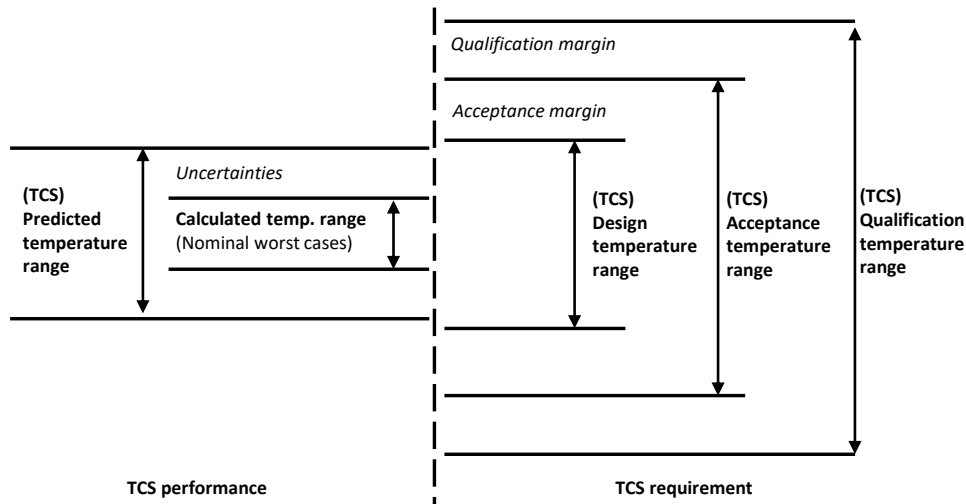 Qualification margin
Acceptance margin
Uncertainties
(TCS)
Predicted
temperature
range
Calculated temp. range
(Nominal worst cases)
(TCS)
Design
temperature
range
(TCS)
Acceptance
temperature
range
(TCS)
Qualification
temperature
range
TCS performance
TCS requirement